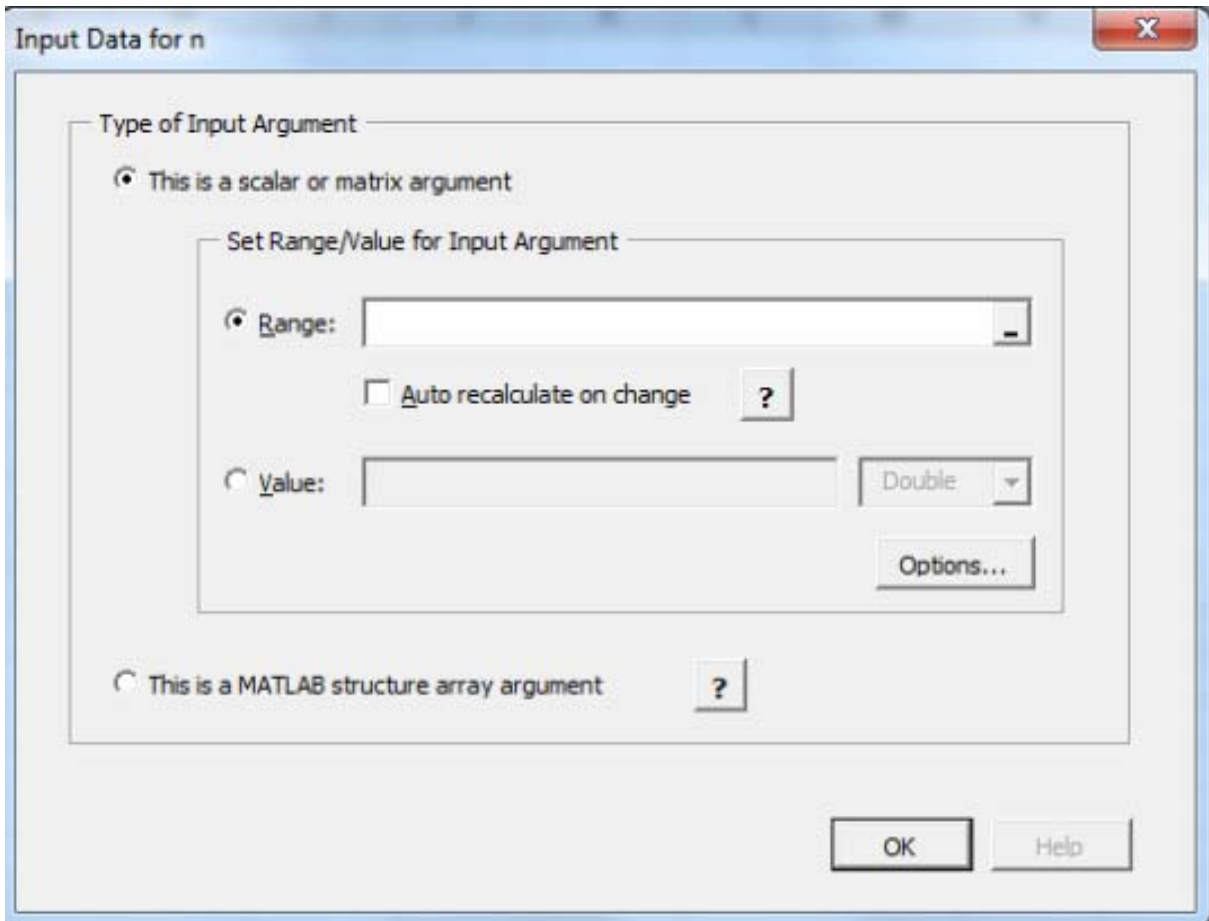 Input Data for n
Type of Input Argument
This is a scalar or matrix argument
Set Range/Value for Input Argument
Range: _
Auto recalculate on change ?
Value: Double
Options...
This is a MATLAB structure array argument ?
OK Help